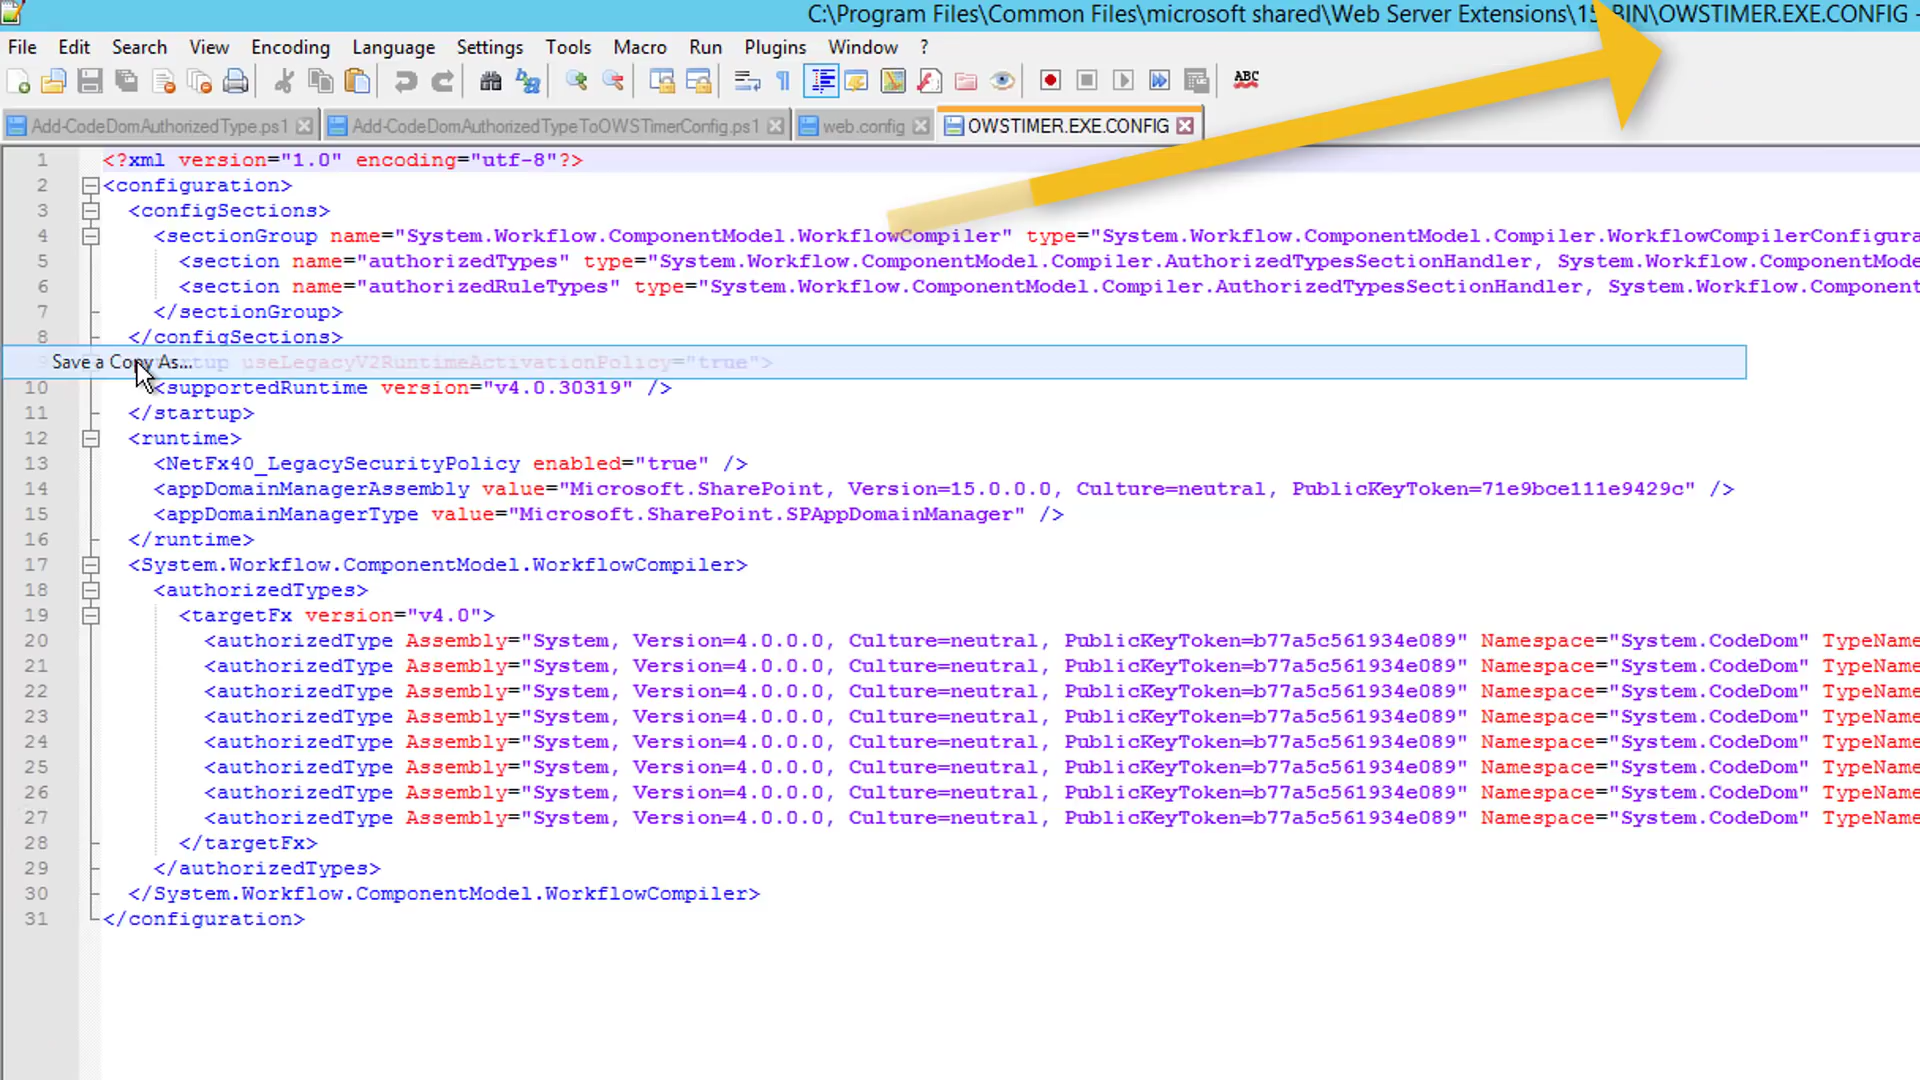 C:\Program Files\Common Files\microsoft shared\Web Server Extensions\15\BIN\OWSTIMER.EXE.CONFIG -
File Edit Search View Encoding Language Settings Tools Macro Run Plugins Window ?
ABC
Add-CodeDomAuthorizedType.ps1 Add-CodeDomAuthorizedTypeToOWSTimerConfig.ps1 web.config OWSTIMER.EXE.CONFIG
1 <?xml version="1.0" encoding="utf-8"?>
2 <configuration>
3 <configSections>
4 <sectionGroup name="System.Workflow.ComponentModel.WorkflowCompiler" type="System.Workflow.ComponentModel.Compiler.WorkflowCompilerConfigura
5 <section name="authorizedTypes" type="System.Workflow.ComponentModel.Compiler.AuthorizedTypesSectionHandler, System.Workflow.ComponentMode
6 <section name="authorizedRuleTypes" type="System.Workflow.ComponentModel.Compiler.AuthorizedTypesSectionHandler, System.Workflow.Component
7 </sectionGroup>
8 </configSections>
Save a Copy As...
9 useLegacyV2RuntimeActivationPolicy="true">
10 <supportedRuntime version="v4.0.30319" />
11 </startup>
12 <runtime>
13 <NetFx40_LegacySecurityPolicy enabled="true" />
14 <appDomainManagerAssembly value="Microsoft.SharePoint, Version=15.0.0.0, Culture=neutral, PublicKeyToken=71e9bce111e9429c" />
15 <appDomainManagerType value="Microsoft.SharePoint.SPAppDomainManager" />
16 </runtime>
17 <System.Workflow.ComponentModel.WorkflowCompiler>
18 <authorizedTypes>
19 <targetFx version="v4.0">
20 <authorizedType Assembly="System, Version=4.0.0.0, Culture=neutral, PublicKeyToken=b77a5c561934e089" Namespace="System.CodeDom" TypeName
21 <authorizedType Assembly="System, Version=4.0.0.0, Culture=neutral, PublicKeyToken=b77a5c561934e089" Namespace="System.CodeDom" TypeName
22 <authorizedType Assembly="System, Version=4.0.0.0, Culture=neutral, PublicKeyToken=b77a5c561934e089" Namespace="System.CodeDom" TypeName
23 <authorizedType Assembly="System, Version=4.0.0.0, Culture=neutral, PublicKeyToken=b77a5c561934e089" Namespace="System.CodeDom" TypeName
24 <authorizedType Assembly="System, Version=4.0.0.0, Culture=neutral, PublicKeyToken=b77a5c561934e089" Namespace="System.CodeDom" TypeName
25 <authorizedType Assembly="System, Version=4.0.0.0, Culture=neutral, PublicKeyToken=b77a5c561934e089" Namespace="System.CodeDom" TypeName
26 <authorizedType Assembly="System, Version=4.0.0.0, Culture=neutral, PublicKeyToken=b77a5c561934e089" Namespace="System.CodeDom" TypeName
27 <authorizedType Assembly="System, Version=4.0.0.0, Culture=neutral, PublicKeyToken=b77a5c561934e089" Namespace="System.CodeDom" TypeName
28 </targetFx>
29 </authorizedTypes>
30 </System.Workflow.ComponentModel.WorkflowCompiler>
31 </configuration>